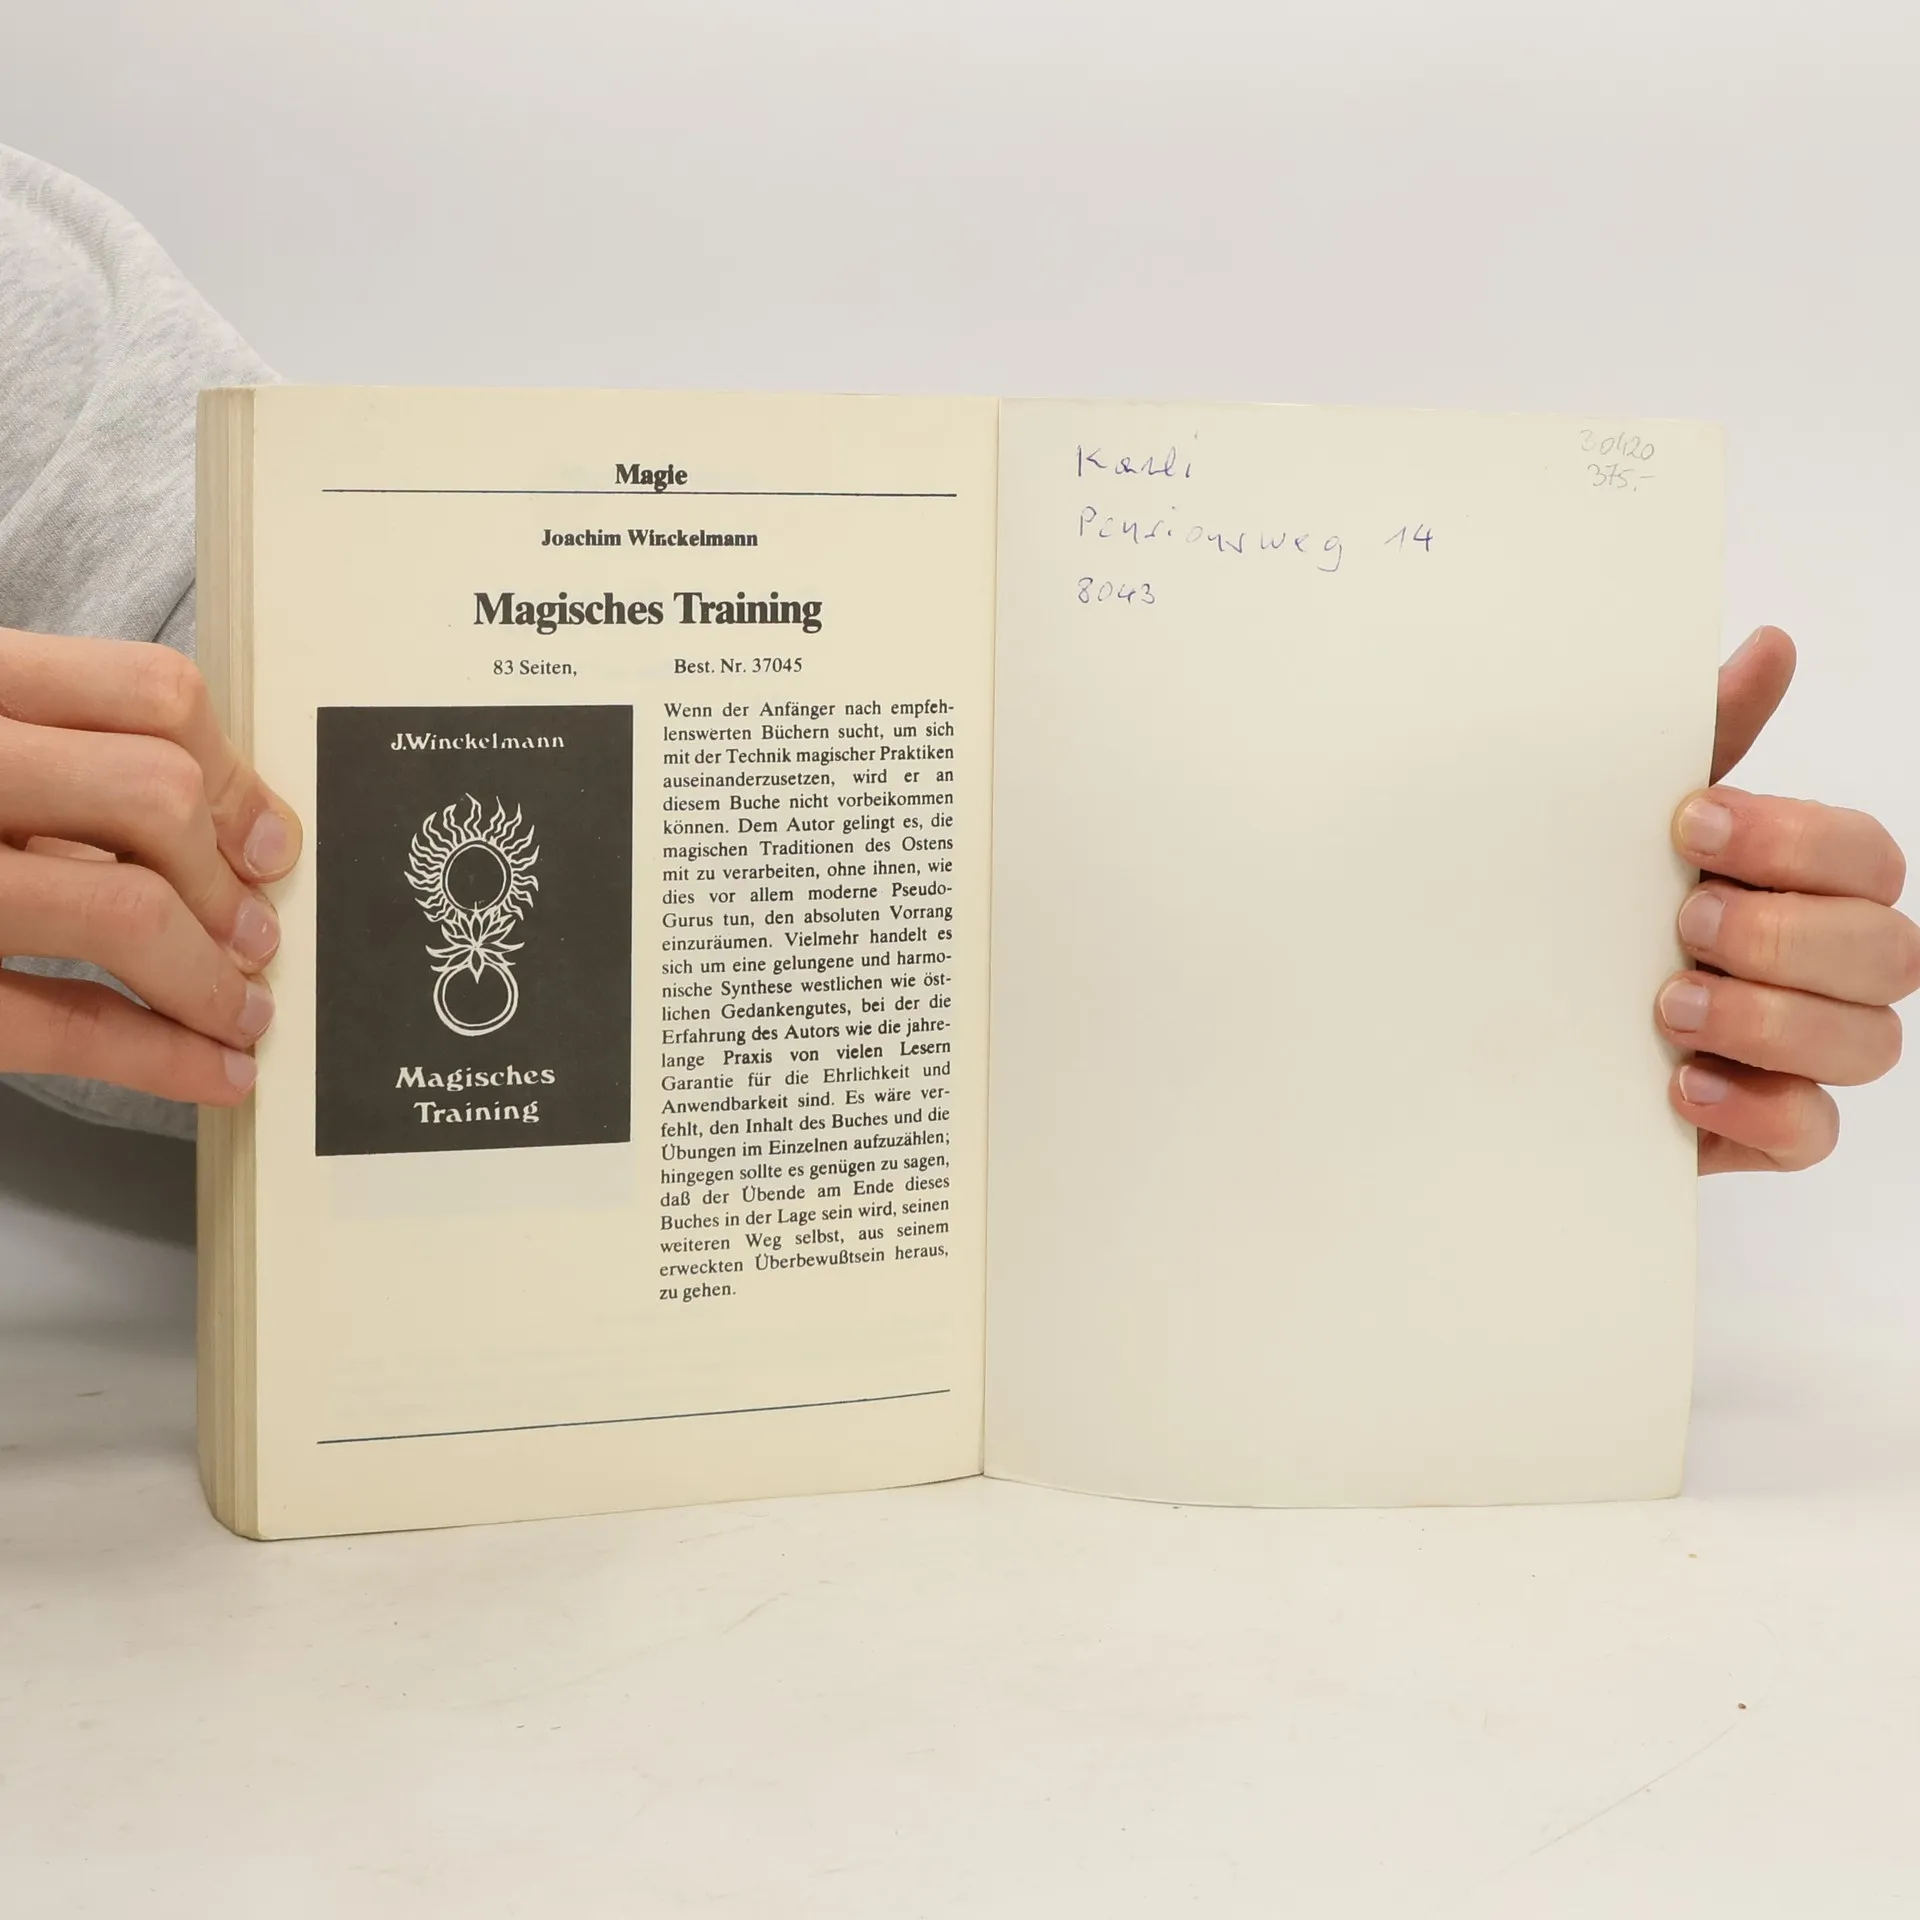 Magie
Joachim Winckelmann
Magisches Training
83 Seiten, Best. Nr. 37045
J.Winckelmann
Magisches
Training
Wenn der Anfänger nach empfeh-
lenswerten Büchern sucht, um sich
mit der Technik magischer Praktiken
auseinanderzusetzen, wird er an
diesem Buche nicht vorbeikommen
können. Dem Autor gelingt es, die
magischen Traditionen des Ostens
mit zu verarbeiten, ohne ihnen, wie
dies vor allem moderne Pseudo-
Gurus tun, den absoluten Vorrang
einzuräumen. Vielmehr handelt es
sich um eine gelungene und harmo-
nische Synthese westlichen wie öst-
lichen Gedankengutes, bei der die
Erfahrung des Autors wie die jahre-
lange Praxis von vielen Lesern
Garantie für die Ehrlichkeit und
Anwendbarkeit sind. Es wäre ver-
fehlt, den Inhalt des Buches und die
Übungen im Einzelnen aufzuzählen;
hingegen sollte es genügen zu sagen,
daß der Übende am Ende dieses
Buches in der Lage sein wird, seinen
weiteren Weg selbst, aus seinem
erweckten Überbewußtsein heraus,
zu gehen.
Pensionsweg 14
8043
30420
375,-